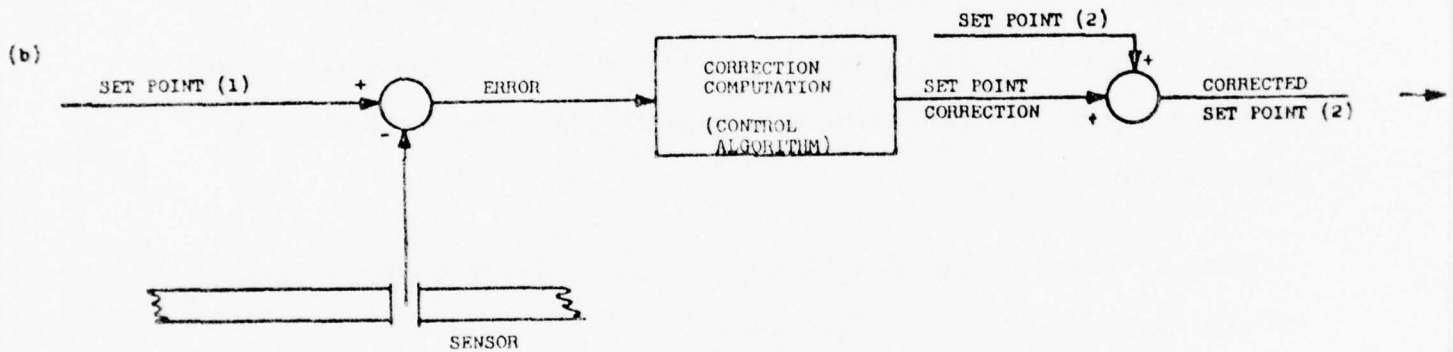 (b)
SET POINT (2)
SET POINT (1)
+
-
ERROR
CORRECTION
COMPUTATION
(CONTROL
ALGORITHM)
SET POINT
CORRECTION
+
+
CORRECTED
SET POINT (2)
SENSOR